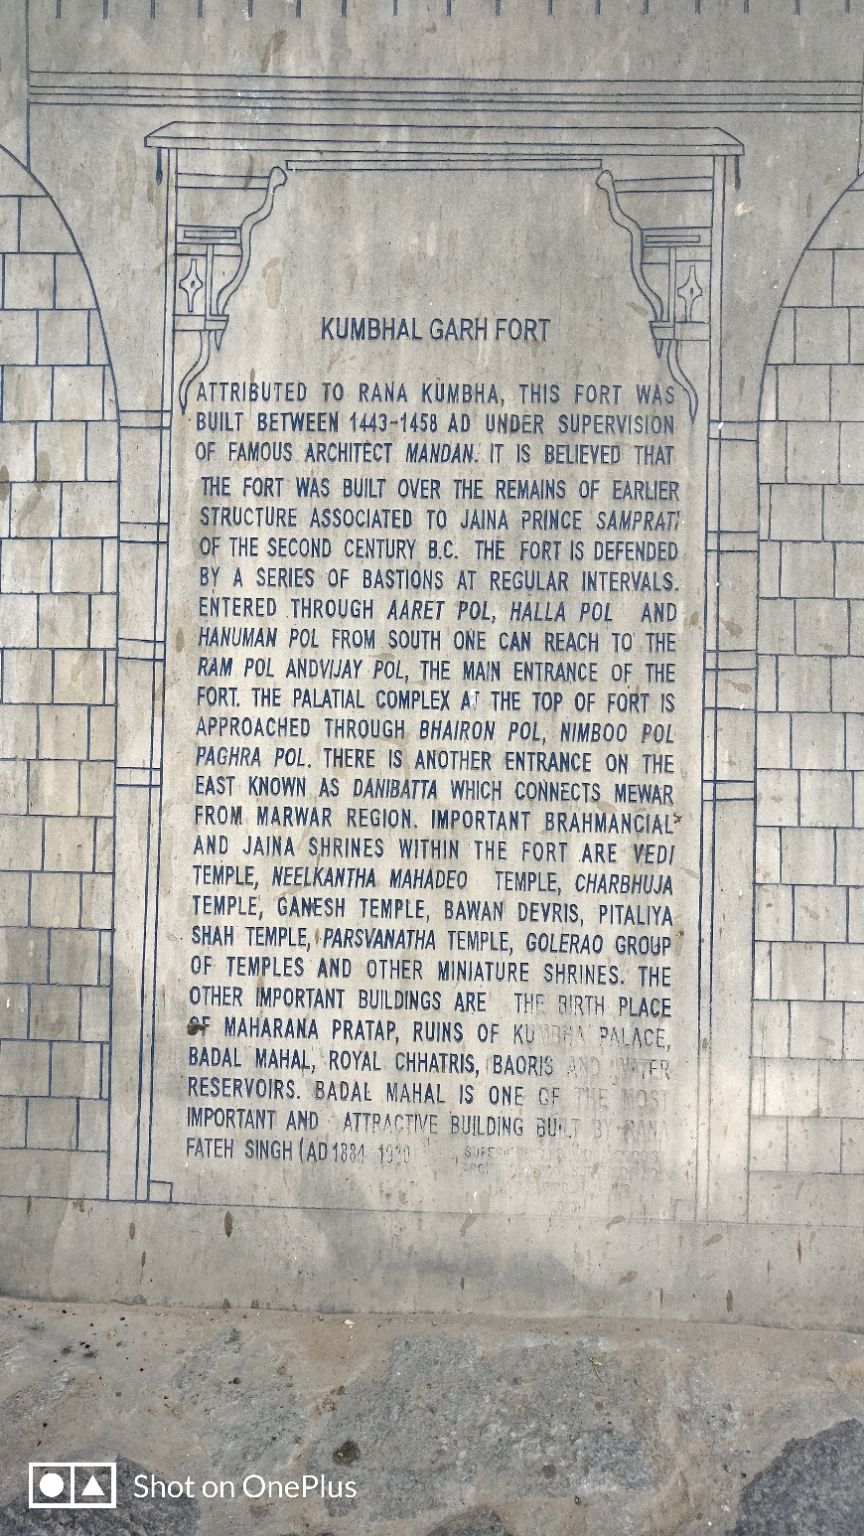 KUMBHAL GARH FORT
ATTRIBUTED TO RANA KUMBHA, THIS FORT WAS
BUILT BETWEEN 1443-1458 AD UNDER SUPERVISION
OF FAMOUS ARCHITECT MANDAN. IT IS BELIEVED THAT
THE FORT WAS BUILT OVER THE REMAINS OF EARLIER
STRUCTURE ASSOCIATED TO JAINA PRINCE SAMPRATI
OF THE SECOND CENTURY B.C. THE FORT IS DEFENDED
BY A SERIES OF BASTIONS AT REGULAR INTERVALS.
ENTERED THROUGH AARET POL, HALLA POL AND
HANUMAN POL FROM SOUTH ONE CAN REACH TO THE
RAM POL ANDVIJAY POL, THE MAIN ENTRANCE OF THE
FORT. THE PALATIAL COMPLEX AT THE TOP OF FORT IS
APPROACHED THROUGH BHAIRON POL, NIMBOO POL
PAGHRA POL. THERE IS ANOTHER ENTRANCE ON THE
EAST KNOWN AS DANIBATTA WHICH CONNECTS MEWAR
FROM MARWAR REGION. IMPORTANT BRAHMANCIAL
AND JAINA SHRINES WITHIN THE FORT ARE VEDI
TEMPLE, NEELKANTHA MAHADEO TEMPLE, CHARBHUJA
TEMPLE, GANESH TEMPLE, BAWAN DEVRIS, PITALIYA
SHAH TEMPLE, PARSVANATHA TEMPLE, GOLERAO GROUP
OF TEMPLES AND OTHER MINIATURE SHRINES. THE
OTHER IMPORTANT BUILDINGS ARE THE BIRTH PLACE
OF MAHARANA PRATAP, RUINS OF KUMBHA PALACE,
BADAL MAHAL, ROYAL CHHATRIS, BAORIS AND WATER
RESERVOIRS. BADAL MAHAL IS ONE OF THE MOST
IMPORTANT AND ATTRACTIVE BUILDING BUILT BY RANA
FATEH SINGH (AD 1884 1930
Shot on OnePlus